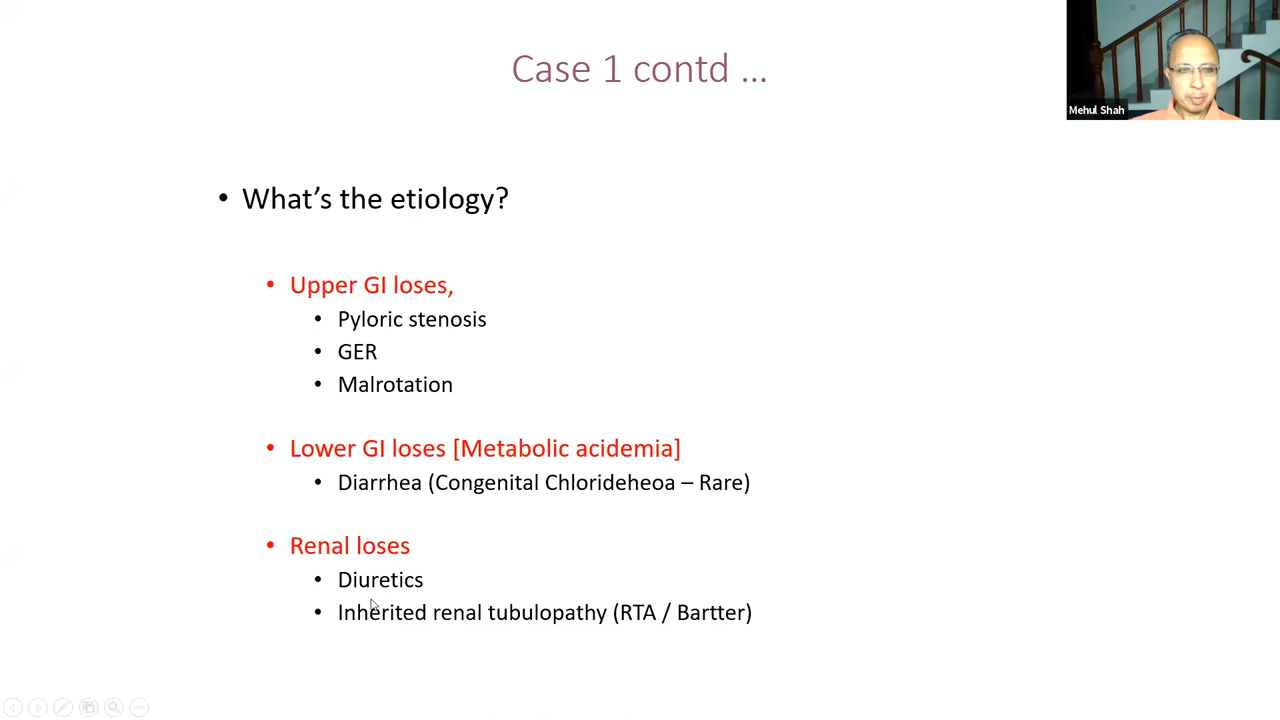 Case 1 contd ...
Mehul Shah
• What's the etiology?
• Upper GI loses,
• Pyloric stenosis
• GER
• Malrotation
• Lower GI loses [Metabolic acidemia]
• Diarrhea (Congenital Chlorideheoa – Rare)
• Renal loses
• Diuretics
• Inherited renal tubulopathy (RTA / Bartter)